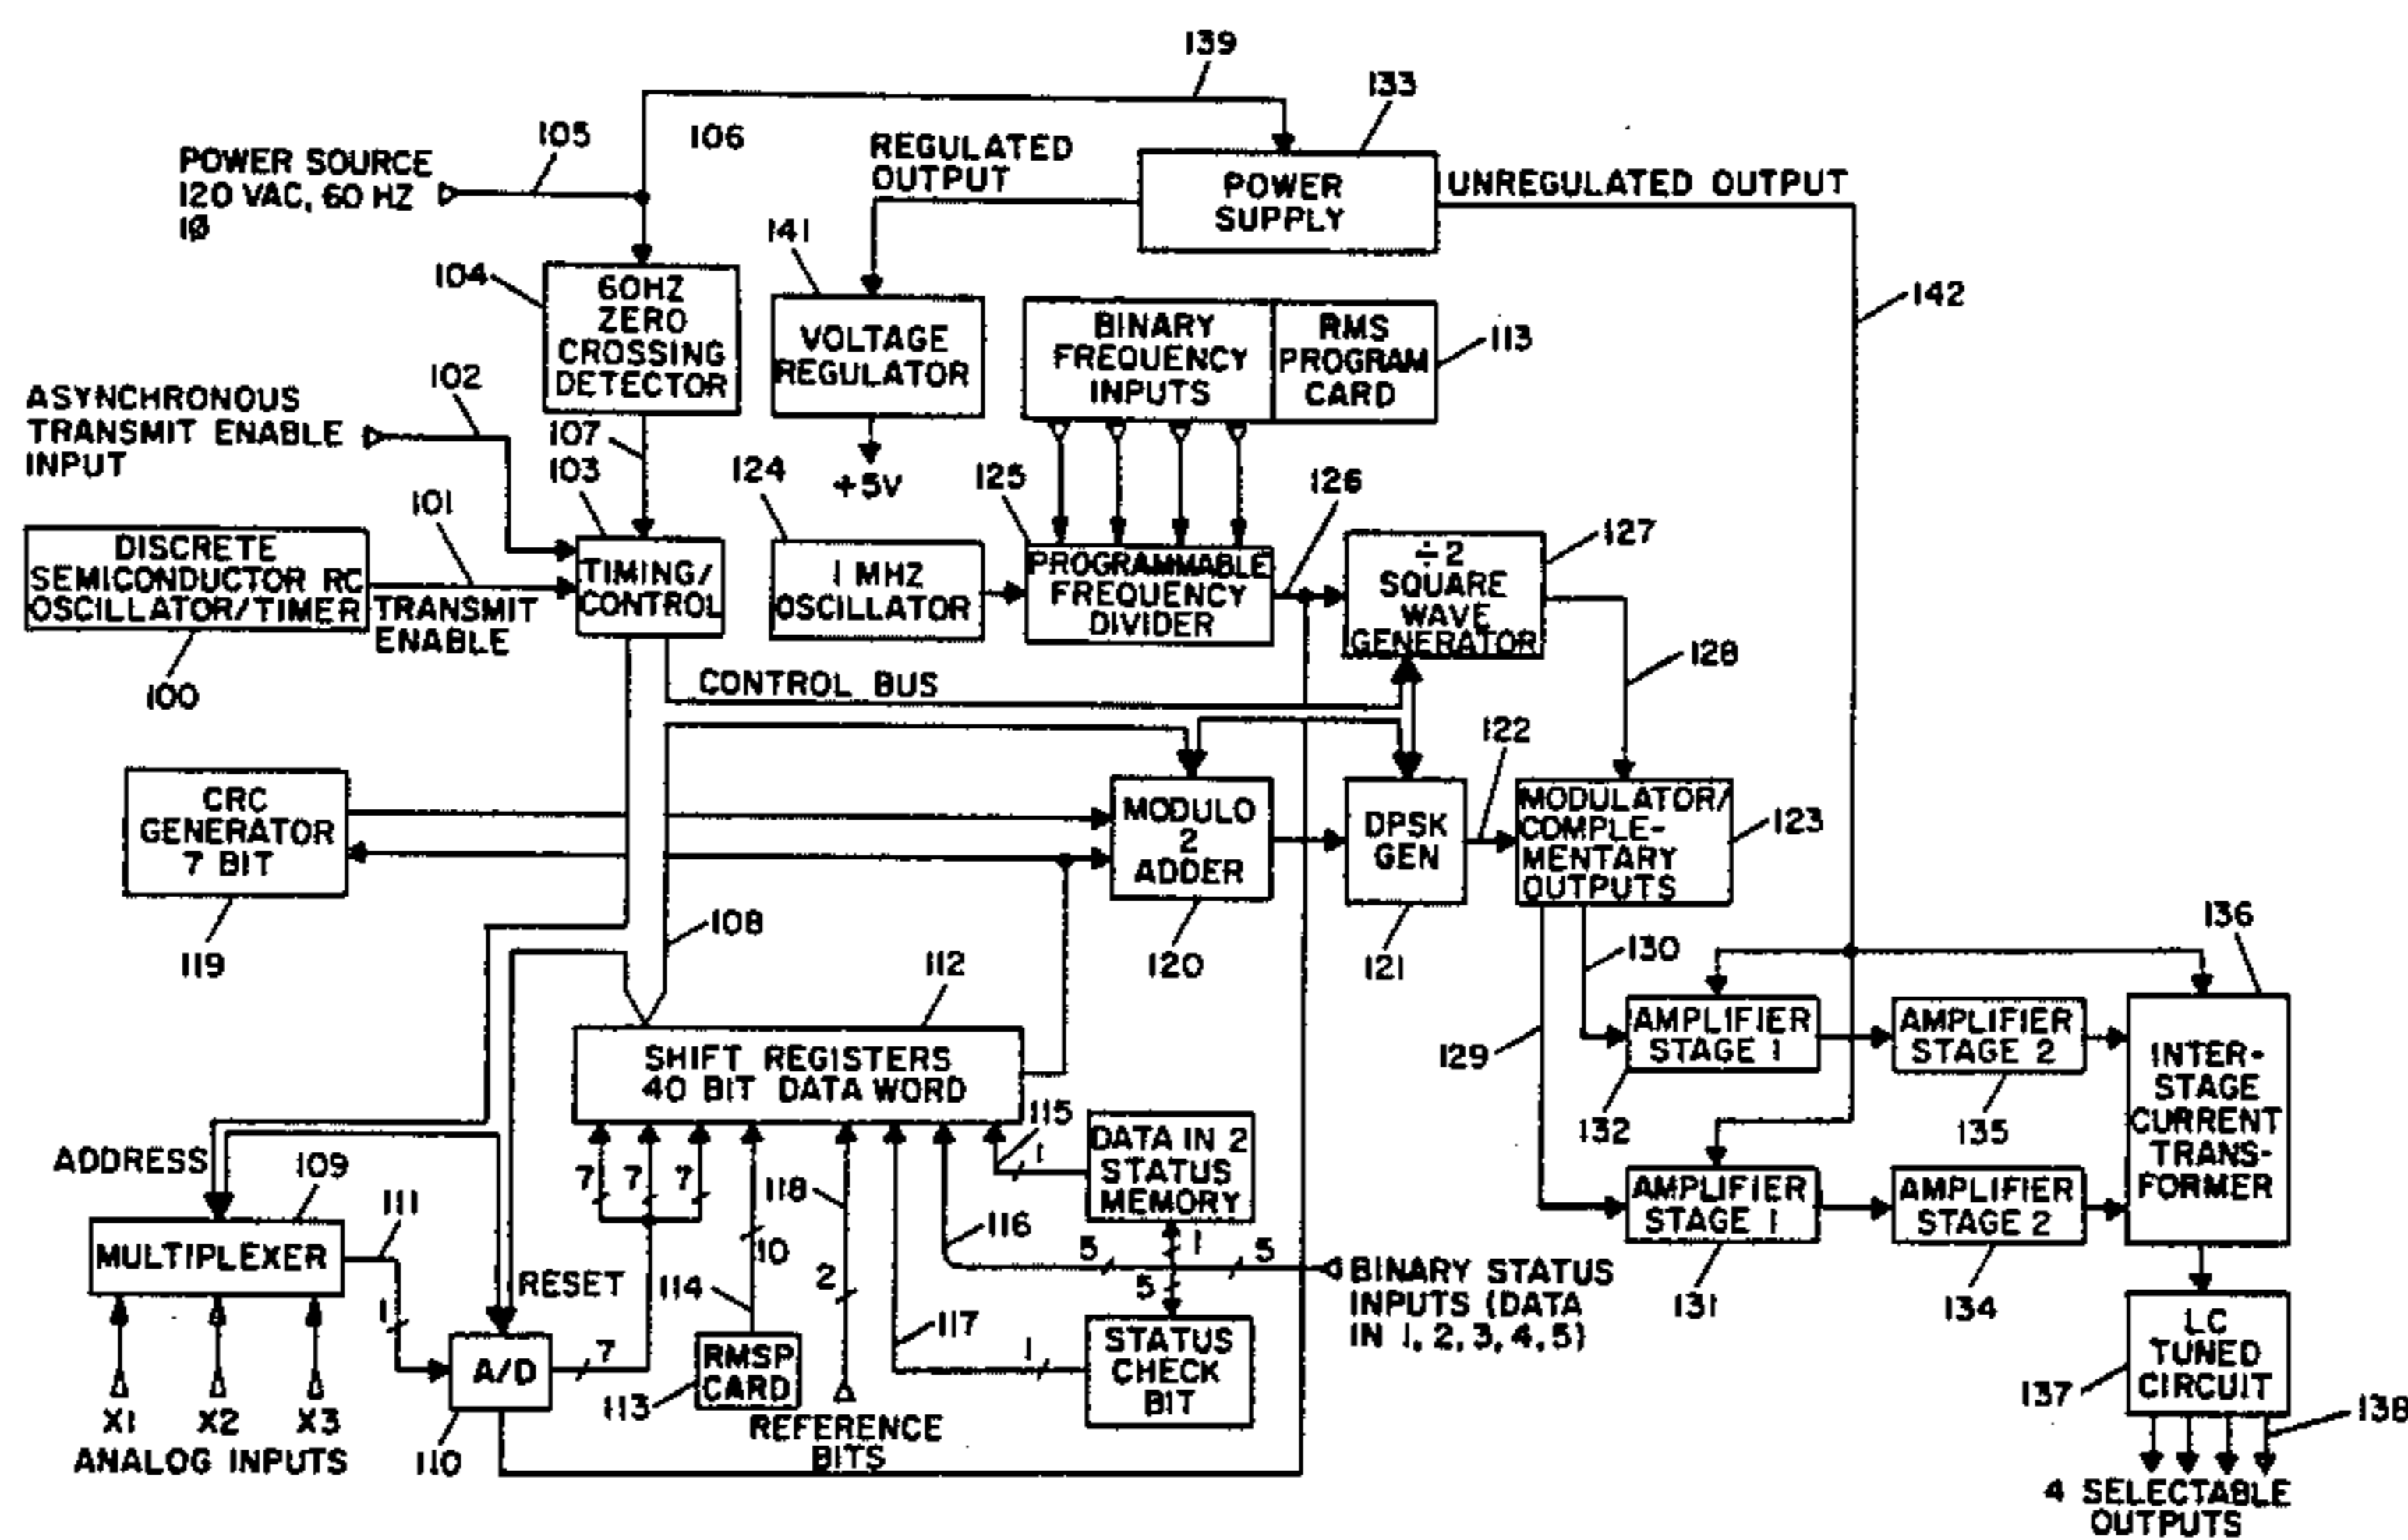 139
133
105
106
POWER SOURCE
120 VAC, 60 HZ
1Ø
REGULATED
OUTPUT
POWER
SUPPLY
UNREGULATED OUTPUT
141
104
60HZ
ZERO
CROSSING
DETECTOR
VOLTAGE
REGULATOR
BINARY
FREQUENCY
INPUTS
RMS
PROGRAM
CARD
113
142
102
ASYNCHRONOUS
TRANSMIT ENABLE
INPUT
107
103
+5V
124
125
126
101
DISCRETE
SEMICONDUCTOR RC
OSCILLATOR/TIMER
TRANSMIT
ENABLE
100
TIMING/
CONTROL
1 MHZ
OSCILLATOR
PROGRAMMABLE
FREQUENCY
DIVIDER
÷2
SQUARE
WAVE
GENERATOR
127
128
CONTROL BUS
122
CRC
GENERATOR
7 BIT
119
MODULO
2
ADDER
120
DPSK
GEN
121
MODULATOR/
COMPLE-
MENTARY
OUTPUTS
123
108
112
130
136
129
AMPLIFIER
STAGE 1
132
AMPLIFIER
STAGE 2
135
INTER-
STAGE
CURRENT
TRANS-
FORMER
SHIFT REGISTERS
40 BIT DATA WORD
115
1
DATA IN 2
STATUS
MEMORY
ADDRESS
109
7
7
7
118
10
2
116
5
1
5
5
BINARY STATUS
INPUTS (DATA
IN 1, 2, 3, 4, 5)
AMPLIFIER
STAGE 1
131
AMPLIFIER
STAGE 2
134
MULTIPLEXER
111
1
RESET
114
117
1
STATUS
CHECK
BIT
A/D
7
110
RMSP
CARD
113
REFERENCE
BITS
X1
X2
X3
ANALOG INPUTS
LC
TUNED
CIRCUIT
137
138
4 SELECTABLE
OUTPUTS